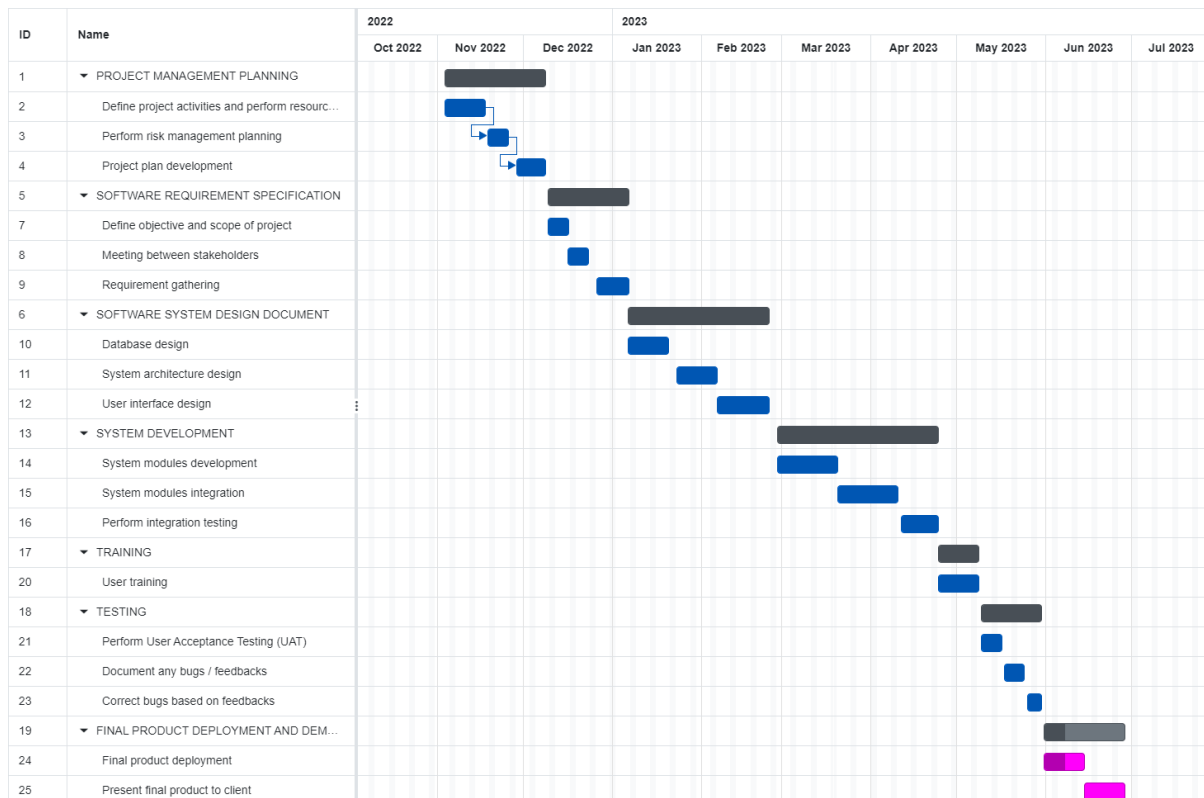 2022 2023
ID Name
Oct 2022 Nov 2022 Dec 2022 Jan 2023 Feb 2023 Mar 2023 Apr 2023 May 2023 Jun 2023 Jul 2023
1 PROJECT MANAGEMENT PLANNING
2 Define project activities and perform resourc...
3 Perform risk management planning
4 Project plan development
5 SOFTWARE REQUIREMENT SPECIFICATION
7 Define objective and scope of project
8 Meeting between stakeholders
9 Requirement gathering
6 SOFTWARE SYSTEM DESIGN DOCUMENT
10 Database design
11 System architecture design
12 User interface design
13 SYSTEM DEVELOPMENT
14 System modules development
15 System modules integration
16 Perform integration testing
17 TRAINING
20 User training
18 TESTING
21 Perform User Acceptance Testing (UAT)
22 Document any bugs / feedbacks
23 Correct bugs based on feedbacks
19 FINAL PRODUCT DEPLOYMENT AND DEM...
24 Final product deployment
25 Present final product to client